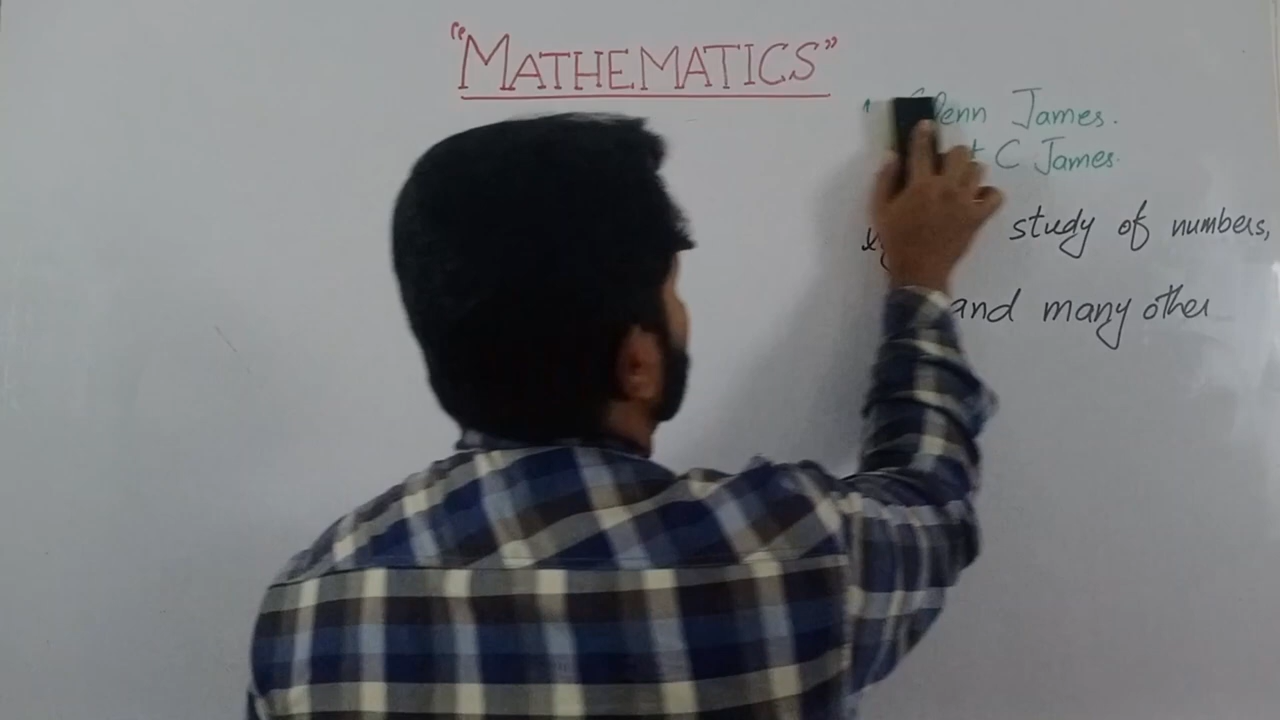 "MATHEMATICS"
Glenn James.
C James.
study of numbers,
and many other